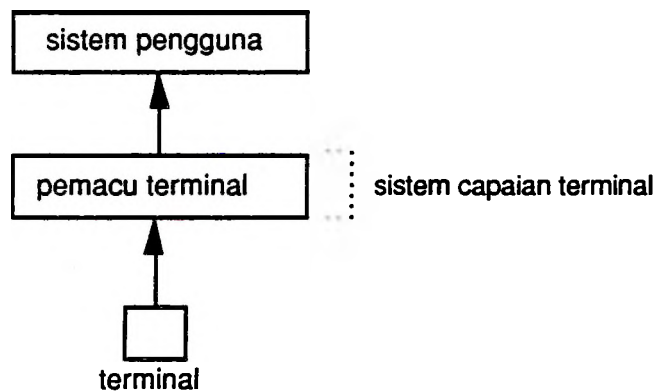 sistem pengguna
pemacu terminal
sistem capaian terminal
terminal